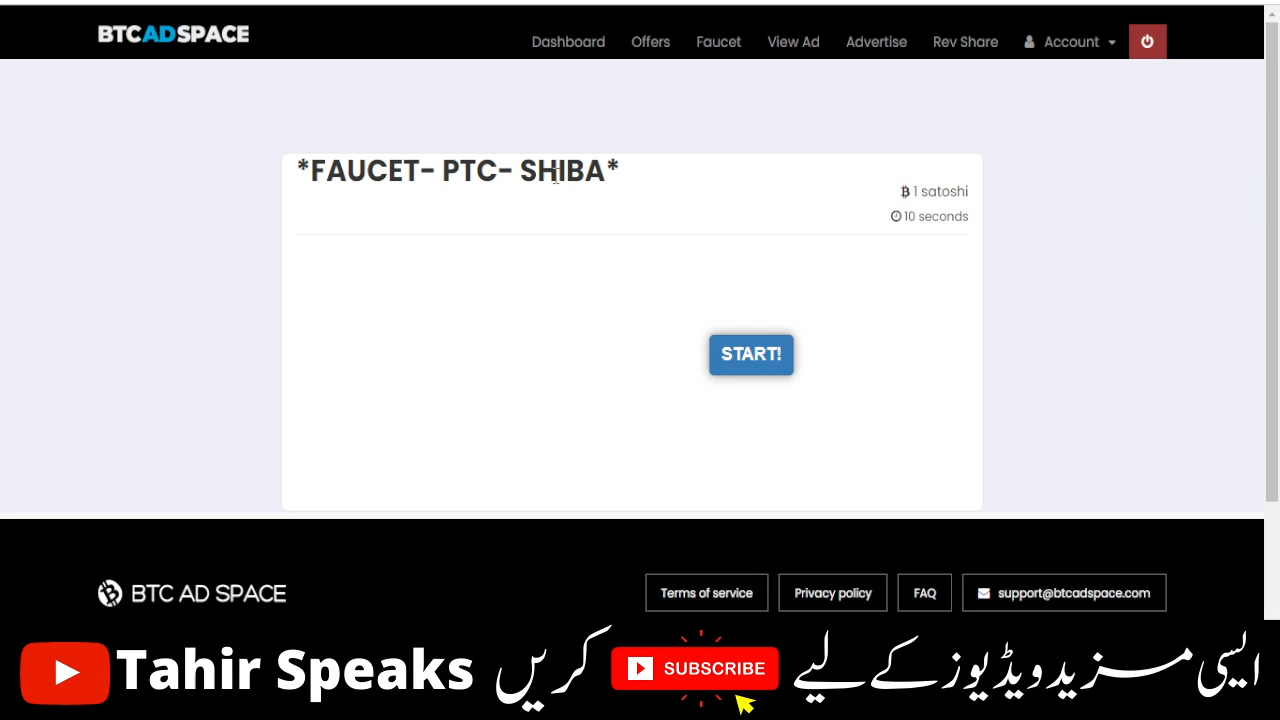 BTCADSPACE
Dashboard Offers Faucet View Ad Advertise Rev Share Account
*FAUCET- PTC- SHIBA*
1 satoshi
10 seconds
START!
BTC AD SPACE
Terms of service Privacy policy FAQ support@btcadspace.com
ایسی مزید ویڈیوز کے لیے SUBSCRIBE کریں Tahir Speaks